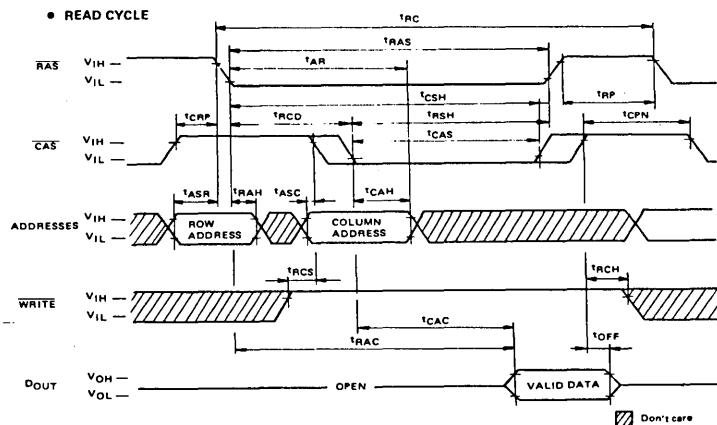 • READ CYCLE
tRC
tRAS
tAR
RAS VIH
VIL
tCSH
tRP
tCRP
tRCD
tRSH
tCPN
CAS VIH
VIL
tCAS
tASR
tRAH
tASC
tCAH
ADDRESSES VIH
VIL
ROW ADDRESS
COLUMN ADDRESS
tRCS
tRCH
WRITE VIH
VIL
tCAC
tOFF
tRAC
DOUT VOH
VOL
OPEN
VALID DATA
Don't care